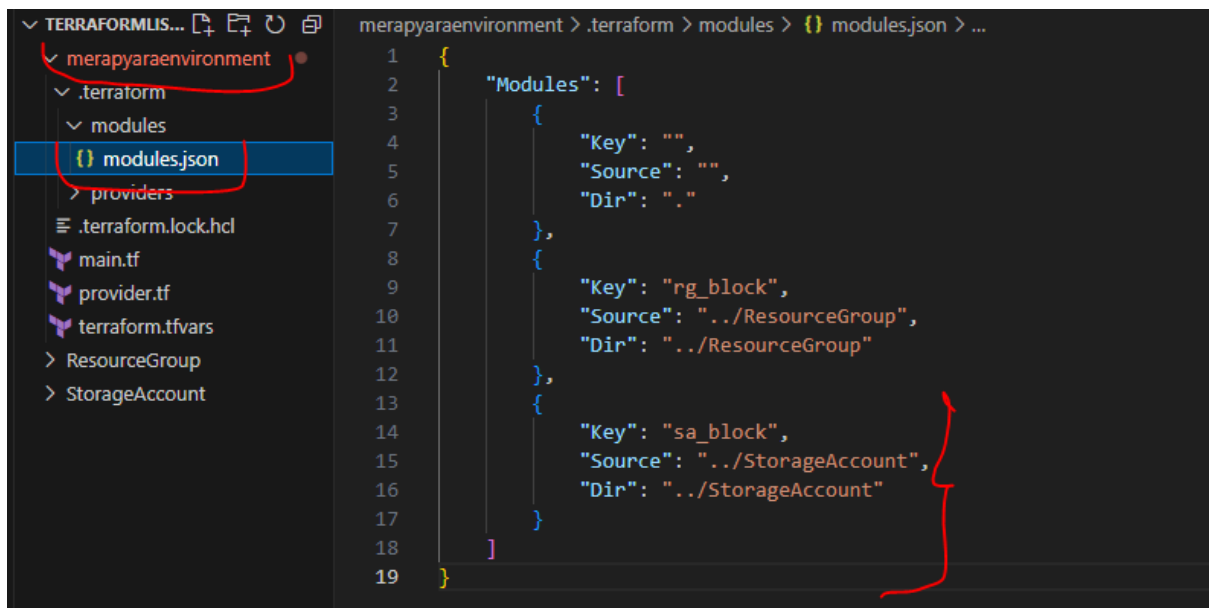 TERRAFORMLIS...
merapyaraenvironment
.terraform
modules
{} modules.json
providers
.terraform.lock.hcl
main.tf
provider.tf
terraform.tfvars
ResourceGroup
StorageAccount
merapyaraenvironment > .terraform > modules > {} modules.json > ...
1 {
2 "Modules": [
3 {
4 "Key": "",
5 "Source": "",
6 "Dir": "."
7 },
8 {
9 "Key": "rg_block",
10 "Source": "../ResourceGroup",
11 "Dir": "../ResourceGroup"
12 },
13 {
14 "Key": "sa_block",
15 "Source": "../StorageAccount",
16 "Dir": "../StorageAccount"
17 }
18 ]
19 }